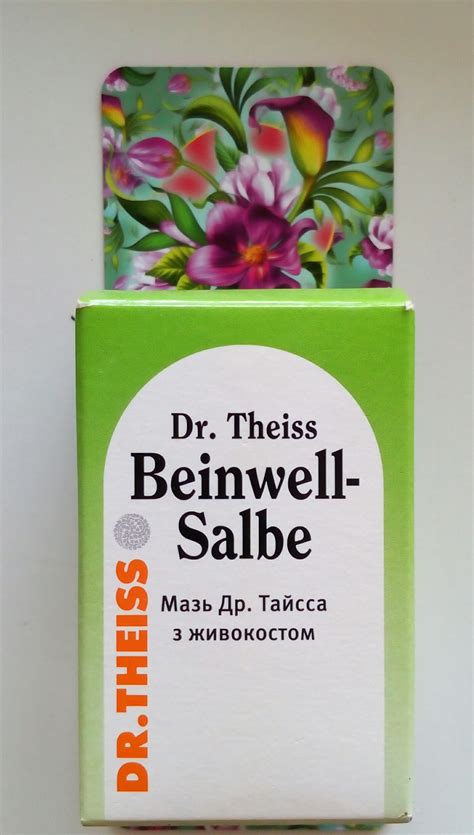 Dr. Theiss
Beinwell-
Salbe
Мазь Др. Тайсса
з живокостом
DR.THEISS